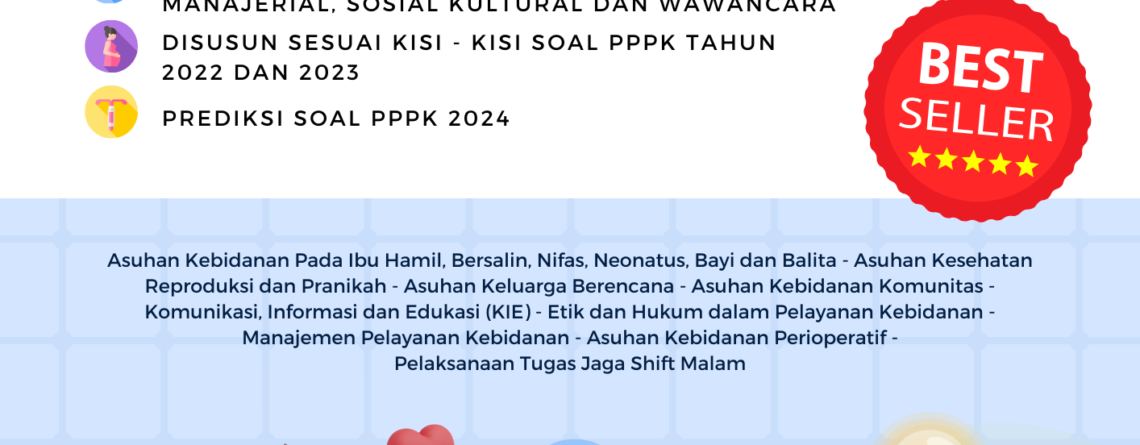 MANAJERIAL, SOSIAL KULTURAL DAN WAWANCARA
DISUSUN SESUAI KISI - KISI SOAL PPPK TAHUN
2022 DAN 2023
PREDIKSI SOAL PPPK 2024
BEST
SELLER
Asuhan Kebidanan Pada Ibu Hamil, Bersalin, Nifas, Neonatus, Bayi dan Balita - Asuhan Kesehatan
Reproduksi dan Pranikah - Asuhan Keluarga Berencana - Asuhan Kebidanan Komunitas -
Komunikasi, Informasi dan Edukasi (KIE) - Etik dan Hukum dalam Pelayanan Kebidanan -
Manajemen Pelayanan Kebidanan - Asuhan Kebidanan Perioperatif -
Pelaksanaan Tugas Jaga Shift Malam